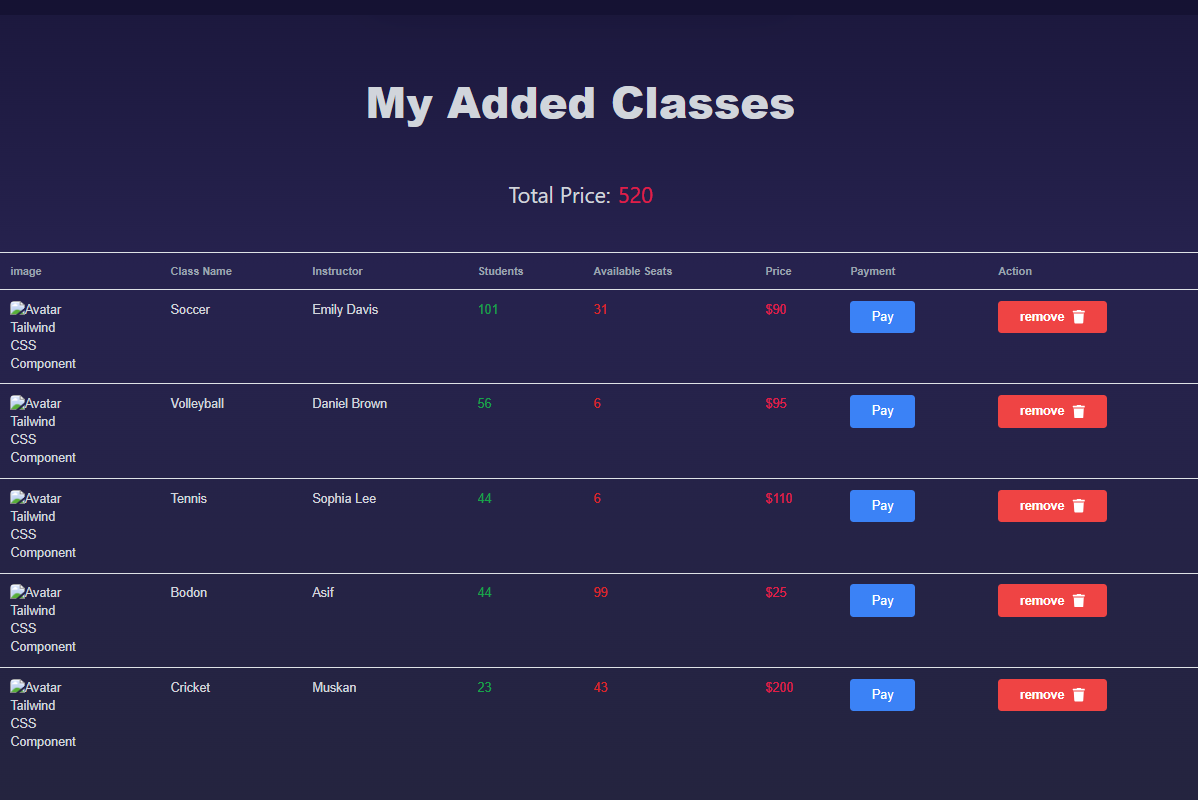 My Added Classes
Total Price: 520
image Class Name Instructor Students Available Seats Price Payment Action
Avatar Soccer Emily Davis 101 31 $90 Pay remove
Tailwind
CSS
Component
Avatar Volleyball Daniel Brown 56 6 $95 Pay remove
Tailwind
CSS
Component
Avatar Tennis Sophia Lee 44 6 $110 Pay remove
Tailwind
CSS
Component
Avatar Bodon Asif 44 99 $25 Pay remove
Tailwind
CSS
Component
Avatar Cricket Muskan 23 43 $200 Pay remove
Tailwind
CSS
Component